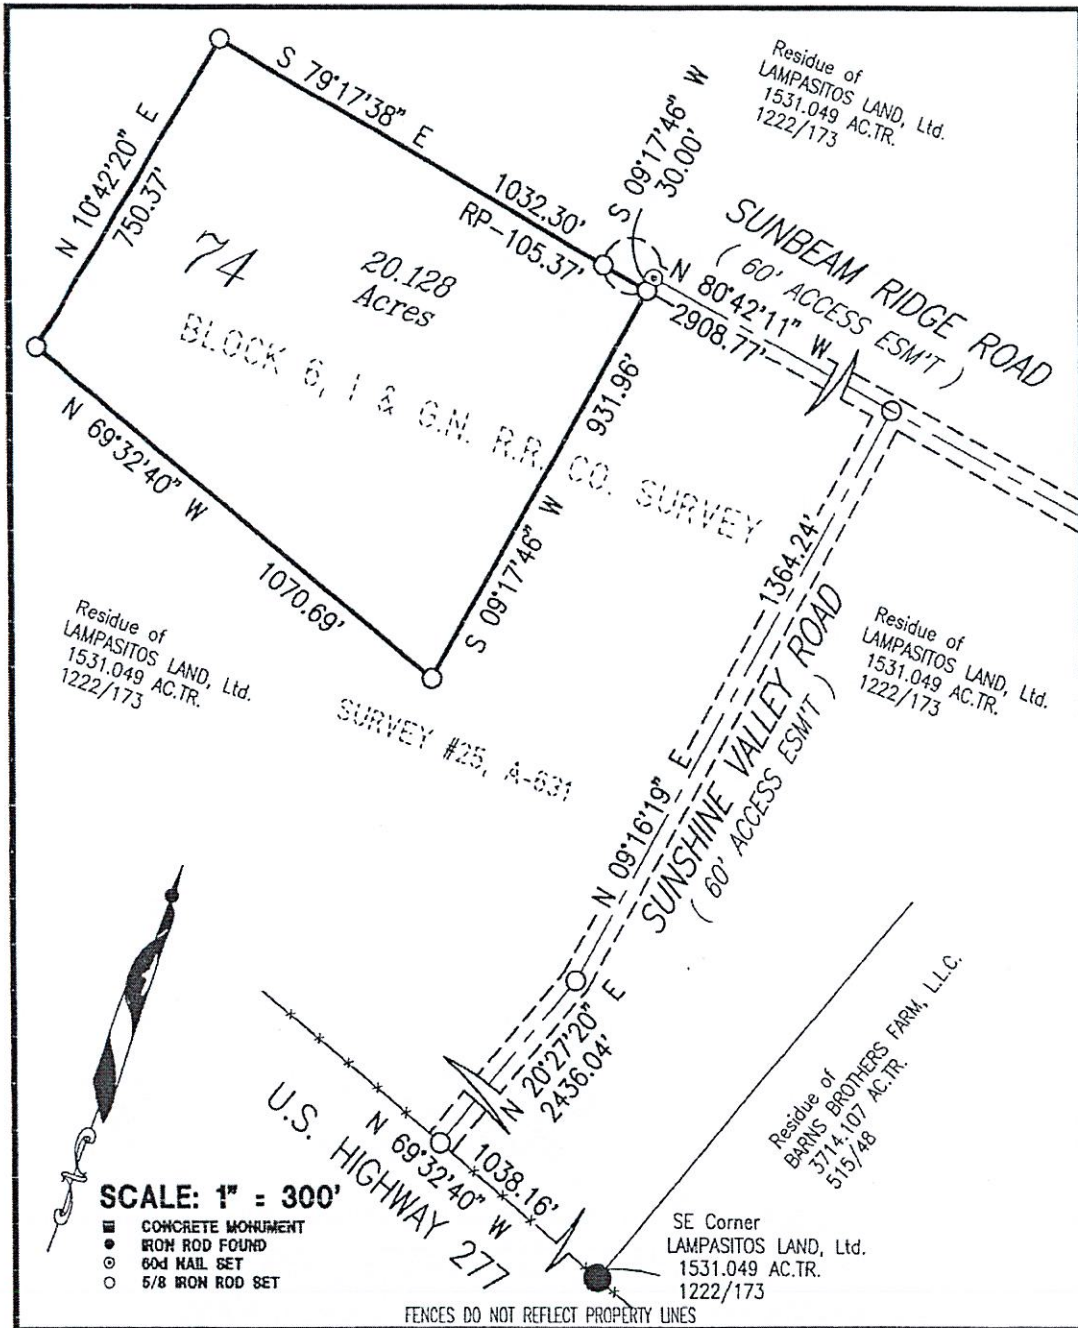 S 79°17'38" E
1032.30'
RP-105.37'
N 10°42'20" E
750.37'
74
20.128
Acres
BLOCK 6, I & G.N. R.R. CO. SURVEY
S 09°17'46" W
30.00'
Residue of
LAMPASITOS LAND, Ltd.
1531.049 AC.TR.
1222/173
SUNBEAM RIDGE ROAD
( 60' ACCESS ESM'T )
N 80°42'11" W
2908.77'
931.96'
S 09°17'46" W
N 69°32'40" W
1070.69'
Residue of
LAMPASITOS LAND, Ltd.
1531.049 AC.TR.
1222/173
SURVEY #25, A-631
1364.24'
N 09°16'19" E
SUNSHINE VALLEY ROAD
( 60' ACCESS ESM'T )
Residue of
LAMPASITOS LAND, Ltd.
1531.049 AC.TR.
1222/173
N 20°27'20" E
2436.04'
Residue of
BARNS BROTHERS FARM, L.L.C.
3714.107 AC.TR.
515/48
U.S. HIGHWAY 277
N 69°32'40" W
1038.16'
SE Corner
LAMPASITOS LAND, Ltd.
1531.049 AC.TR.
1222/173
SCALE: 1" = 300'
CONCRETE MONUMENT
IRON ROD FOUND
60d NAIL SET
5/8 IRON ROD SET
FENCES DO NOT REFLECT PROPERTY LINES